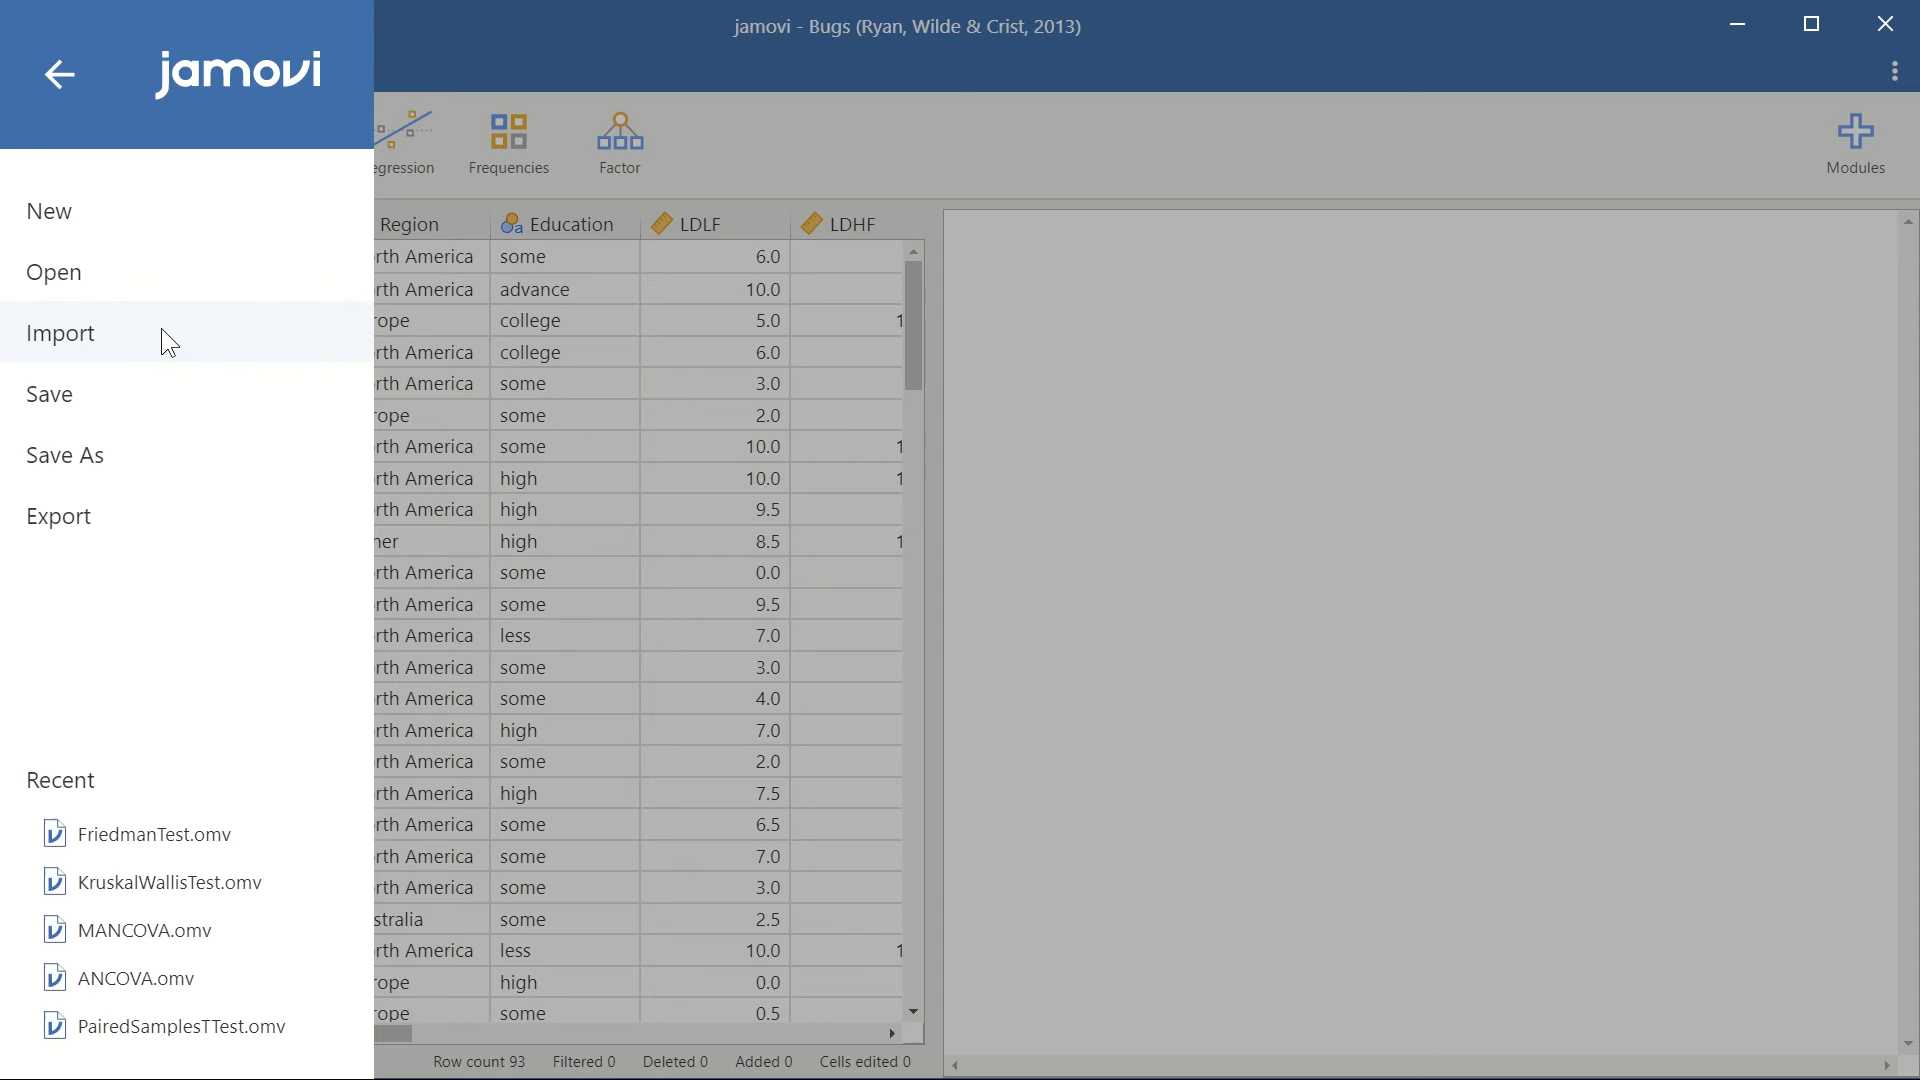 jamovi - Bugs (Ryan, Wilde & Crist, 2013)
jamovi
New
Open
Import
Save
Save As
Export
Recent
FriedmanTest.omv
KruskalWallisTest.omv
MANCOVA.omv
ANCOVA.omv
PairedSamplesTTest.omv
egression Frequencies Factor Modules
Region Education LDLF LDHF
rth America some 6.0
rth America advance 10.0
rope college 5.0 1
rth America college 6.0
rth America some 3.0
rope some 2.0
rth America some 10.0 1
rth America high 10.0 1
rth America high 9.5
her high 8.5 1
rth America some 0.0
rth America some 9.5
rth America less 7.0
rth America some 3.0
rth America some 4.0
rth America high 7.0
rth America some 2.0
rth America high 7.5
rth America some 6.5
rth America some 7.0
rth America some 3.0
stralia some 2.5
rth America less 10.0 1
rope high 0.0
rope some 0.5
Row count 93 Filtered 0 Deleted 0 Added 0 Cells edited 0